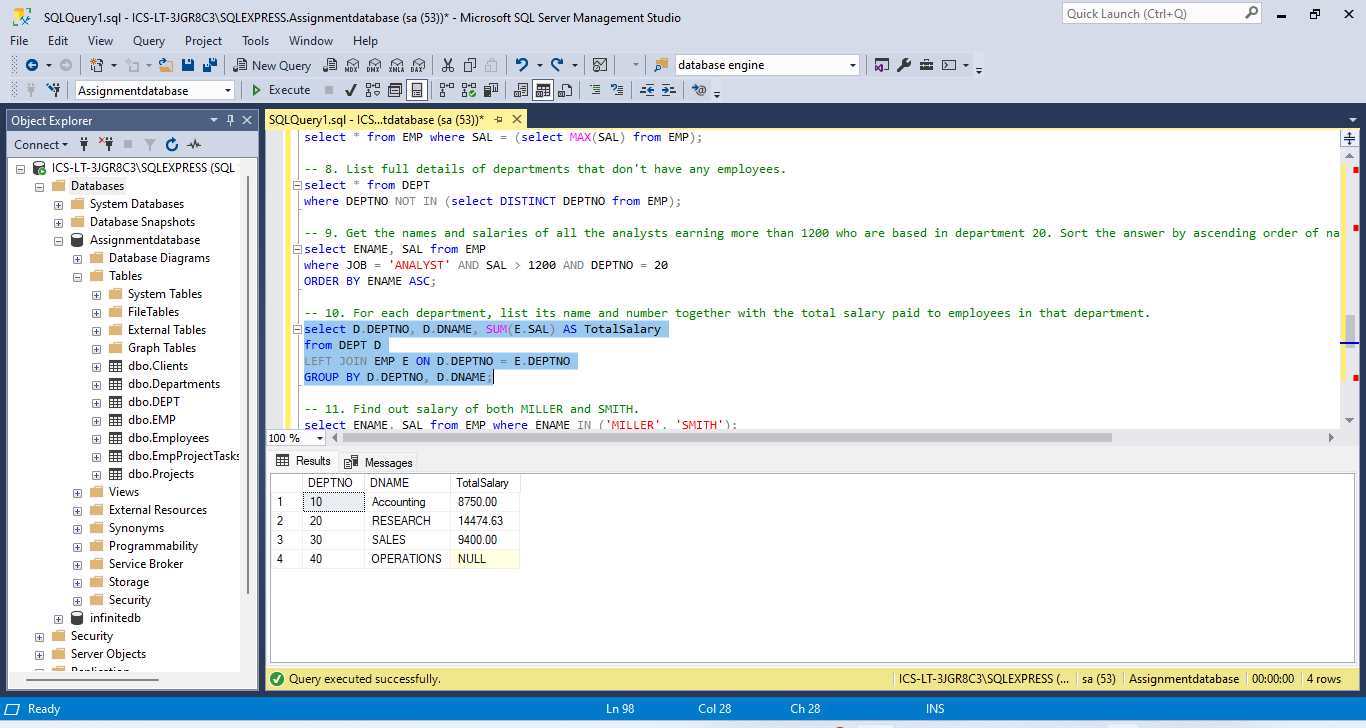 SQLQuery1.sql - ICS-LT-3JGR8C3\SQLEXPRESS.Assignmentdatabase (sa (53))* - Microsoft SQL Server Management Studio
Quick Launch (Ctrl+Q)
File Edit View Query Project Tools Window Help
New Query MDX DMX XMLA DAX database engine
Assignmentdatabase Execute
Object Explorer
SQLQuery1.sql - ICS...tdatabase (sa (53))*
Connect
ICS-LT-3JGR8C3\SQLEXPRESS (SQL
Databases
System Databases
Database Snapshots
Assignmentdatabase
Database Diagrams
Tables
System Tables
FileTables
External Tables
Graph Tables
dbo.Clients
dbo.Departments
dbo.DEPT
dbo.EMP
dbo.Employees
dbo.EmpProjectTasks
dbo.Projects
Views
External Resources
Synonyms
Programmability
Service Broker
Storage
Security
infinitedb
Security
Server Objects
Replication
select * from EMP where SAL = (select MAX(SAL) from EMP);
-- 8. List full details of departments that don't have any employees.
select * from DEPT
where DEPTNO NOT IN (select DISTINCT DEPTNO from EMP);
-- 9. Get the names and salaries of all the analysts earning more than 1200 who are based in department 20. Sort the answer by ascending order of na
select ENAME, SAL from EMP
where JOB = 'ANALYST' AND SAL > 1200 AND DEPTNO = 20
ORDER BY ENAME ASC;
-- 10. For each department, list its name and number together with the total salary paid to employees in that department.
select D.DEPTNO, D.DNAME, SUM(E.SAL) AS TotalSalary
from DEPT D
LEFT JOIN EMP E ON D.DEPTNO = E.DEPTNO
GROUP BY D.DEPTNO, D.DNAME;
-- 11. Find out salary of both MILLER and SMITH.
select ENAME, SAL from EMP where ENAME IN ('MILLER', 'SMITH');
100 %
Results Messages
DEPTNO DNAME TotalSalary
1 10 Accounting 8750.00
2 20 RESEARCH 14474.63
3 30 SALES 9400.00
4 40 OPERATIONS NULL
Query executed successfully. ICS-LT-3JGR8C3\SQLEXPRESS (... sa (53) Assignmentdatabase 00:00:00 4 rows
Ready Ln 98 Col 28 Ch 28 INS